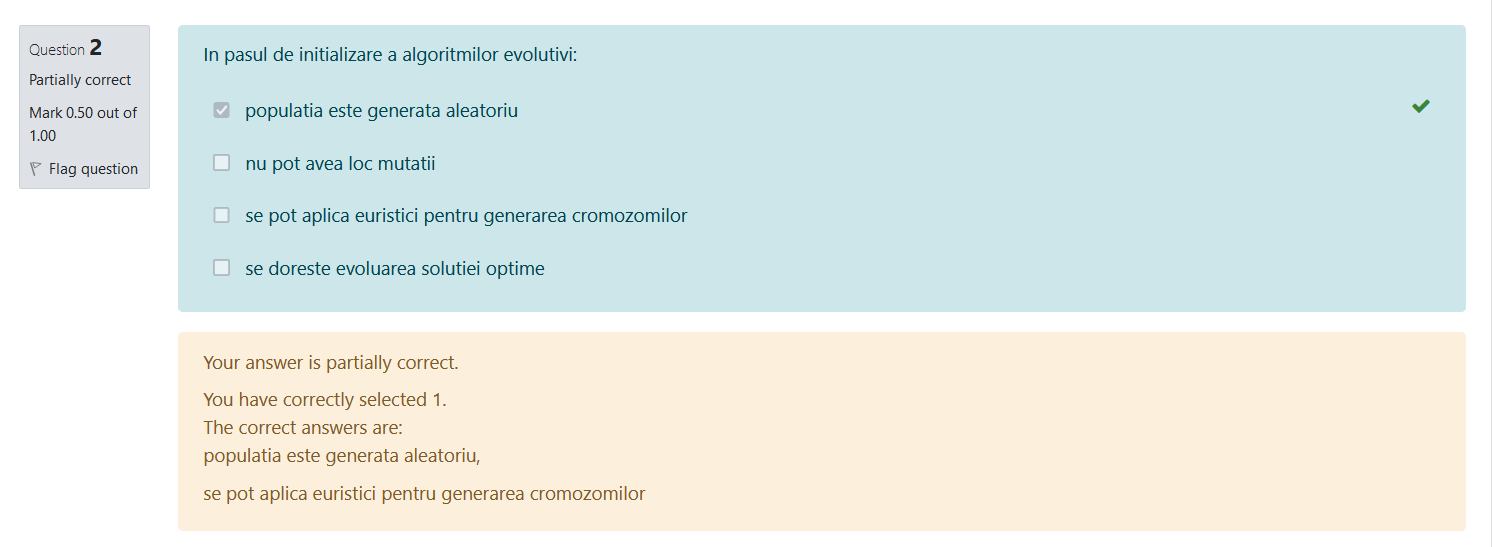 Question 2
Partially correct
Mark 0.50 out of
1.00
Flag question
In pasul de initializare a algoritmilor evolutivi:
populatia este generata aleatoriu
nu pot avea loc mutatii
se pot aplica euristici pentru generarea cromozomilor
se doreste evoluarea solutiei optime
Your answer is partially correct.
You have correctly selected 1.
The correct answers are:
populatia este generata aleatoriu,
se pot aplica euristici pentru generarea cromozomilor